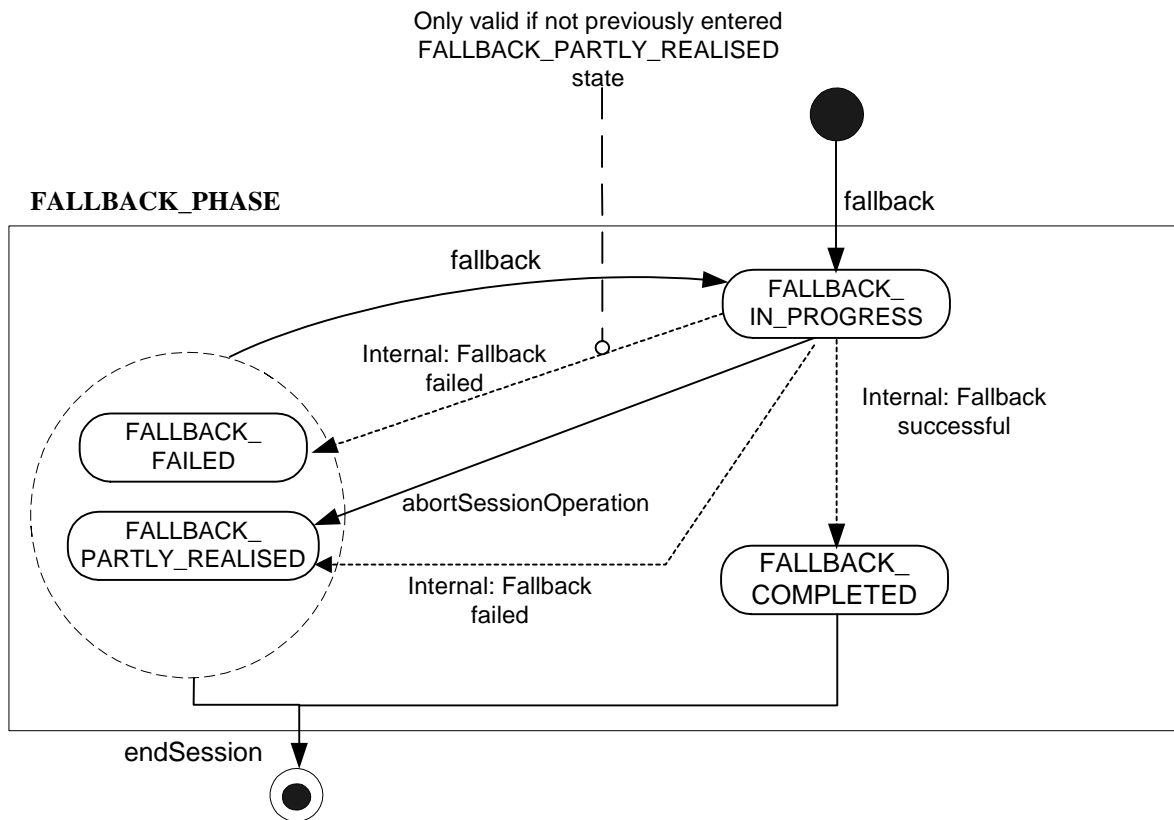 Only valid if not previously entered
FALLBACK_PARTLY_REALISED
state
fallback
FALLBACK_PHASE
fallback
FALLBACK_
IN_PROGRESS
Internal: Fallback
failed
Internal: Fallback
successful
FALLBACK_
FAILED
abortSessionOperation
FALLBACK_
PARTLY_REALISED
FALLBACK_
COMPLETED
Internal: Fallback
failed
endSession